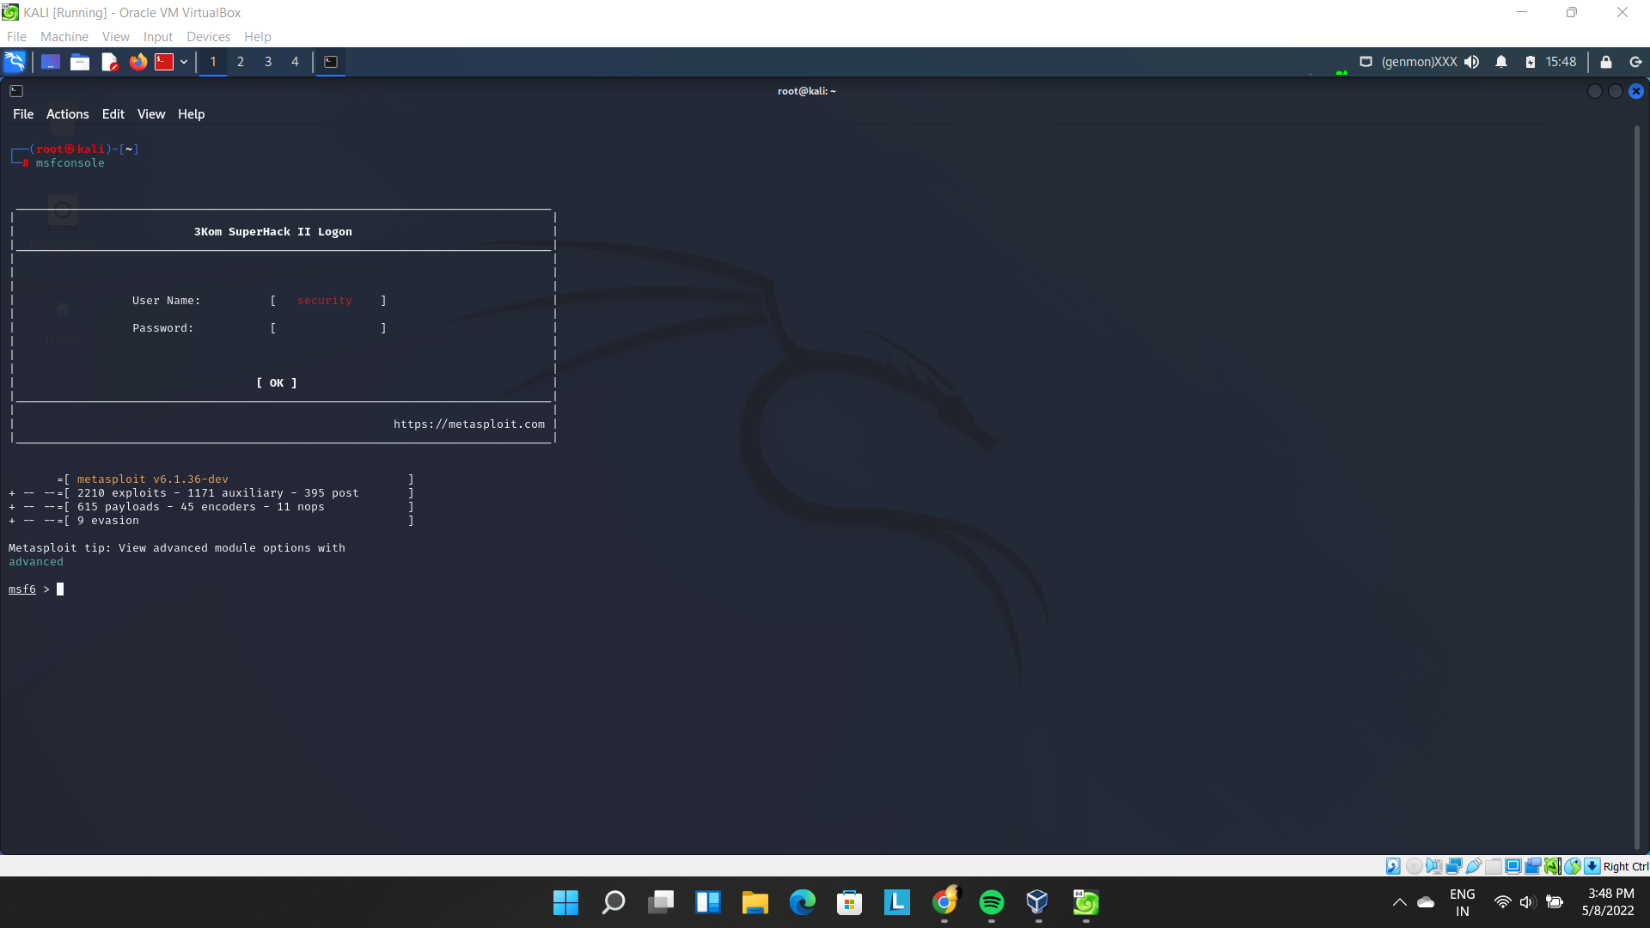 KALI [Running] - Oracle VM VirtualBox
File Machine View Input Devices Help
1 2 3 4 (genmon)XXX 15:48
root@kali: ~
File Actions Edit View Help
(root㉿kali)-[~]
# msfconsole
3Kom SuperHack II Logon
User Name: [ security ]
Password: [ ]
[ OK ]
https://metasploit.com
=[ metasploit v6.1.36-dev ]
+ -- --=[ 2210 exploits - 1171 auxiliary - 395 post ]
+ -- --=[ 615 payloads - 45 encoders - 11 nops ]
+ -- --=[ 9 evasion ]
Metasploit tip: View advanced module options with
advanced
msf6 >
Home
Right Ctrl
ENG
IN
3:48 PM
5/8/2022